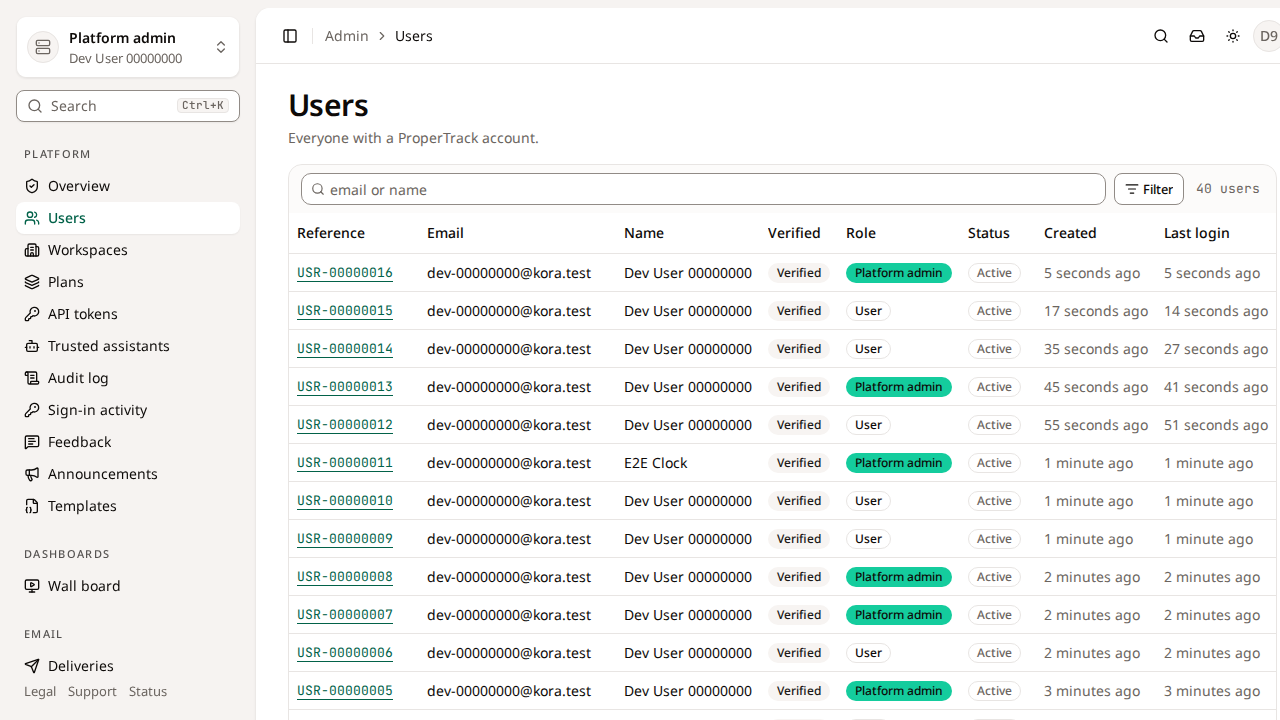 Platform admin
Dev User 00000000
Search Ctrl+K
PLATFORM
Overview
Users
Workspaces
Plans
API tokens
Trusted assistants
Audit log
Sign-in activity
Feedback
Announcements
Templates
DASHBOARDS
Wall board
EMAIL
Deliveries
Legal Support Status
Admin > Users
D9
Users
Everyone with a ProperTrack account.
email or name Filter 40 users
Reference Email Name Verified Role Status Created Last login
USR-00000016 dev-00000000@kora.test Dev User 00000000 Verified Platform admin Active 5 seconds ago 5 seconds ago
USR-00000015 dev-00000000@kora.test Dev User 00000000 Verified User Active 17 seconds ago 14 seconds ago
USR-00000014 dev-00000000@kora.test Dev User 00000000 Verified User Active 35 seconds ago 27 seconds ago
USR-00000013 dev-00000000@kora.test Dev User 00000000 Verified Platform admin Active 45 seconds ago 41 seconds ago
USR-00000012 dev-00000000@kora.test Dev User 00000000 Verified User Active 55 seconds ago 51 seconds ago
USR-00000011 dev-00000000@kora.test E2E Clock Verified Platform admin Active 1 minute ago 1 minute ago
USR-00000010 dev-00000000@kora.test Dev User 00000000 Verified User Active 1 minute ago 1 minute ago
USR-00000009 dev-00000000@kora.test Dev User 00000000 Verified User Active 1 minute ago 1 minute ago
USR-00000008 dev-00000000@kora.test Dev User 00000000 Verified Platform admin Active 2 minutes ago 2 minutes ago
USR-00000007 dev-00000000@kora.test Dev User 00000000 Verified Platform admin Active 2 minutes ago 2 minutes ago
USR-00000006 dev-00000000@kora.test Dev User 00000000 Verified User Active 2 minutes ago 2 minutes ago
USR-00000005 dev-00000000@kora.test Dev User 00000000 Verified Platform admin Active 3 minutes ago 3 minutes ago